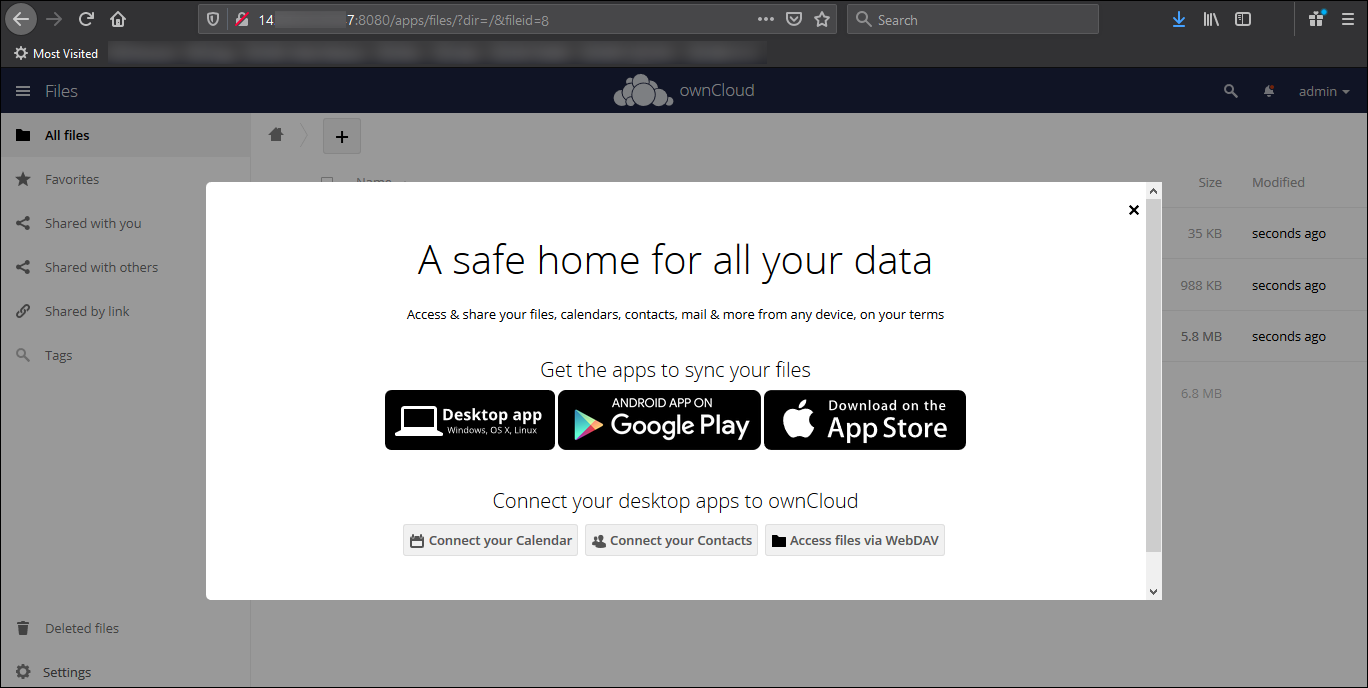 14 7:8080/apps/files/?dir=/&fileid=8
Search
Most Visited
Files
ownCloud
admin
All files
Favorites
Shared with you
Shared with others
Shared by link
Tags
Deleted files
Settings
+
Name
Size
Modified
35 KB
seconds ago
988 KB
seconds ago
5.8 MB
seconds ago
6.8 MB
A safe home for all your data
Access & share your files, calendars, contacts, mail & more from any device, on your terms
Get the apps to sync your files
Desktop app
Windows, OS X, Linux
ANDROID APP ON
Google Play
Download on the
App Store
Connect your desktop apps to ownCloud
Connect your Calendar
Connect your Contacts
Access files via WebDAV